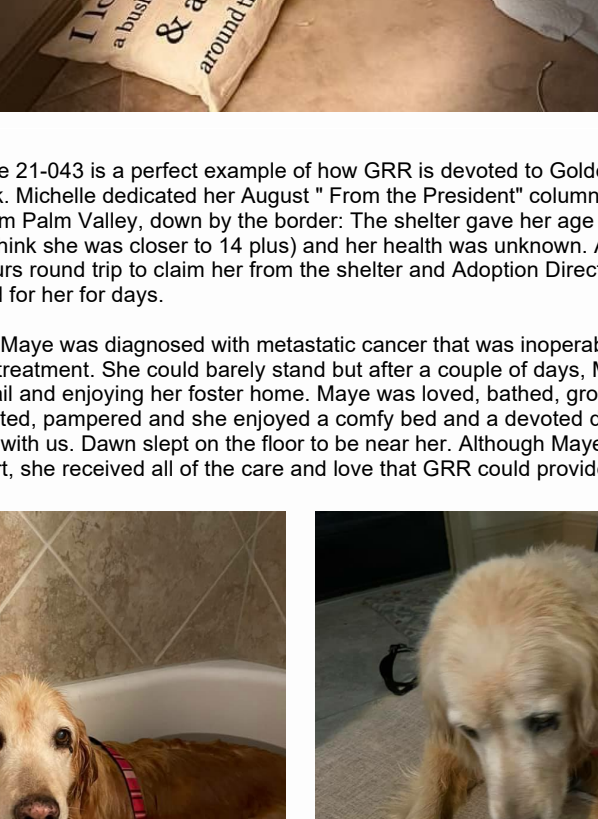 I lo
a bush
& a
around t
e 21-043 is a perfect example of how GRR is devoted to Golde
k. Michelle dedicated her August " From the President" column
m Palm Valley, down by the border: The shelter gave her age
hink she was closer to 14 plus) and her health was unknown. A
urs round trip to claim her from the shelter and Adoption Direct
d for her for days.
Maye was diagnosed with metastatic cancer that was inoperab
treatment. She could barely stand but after a couple of days, M
ail and enjoying her foster home. Maye was loved, bathed, gro
ted, pampered and she enjoyed a comfy bed and a devoted d
with us. Dawn slept on the floor to be near her. Although Maye
rt, she received all of the care and love that GRR could provide